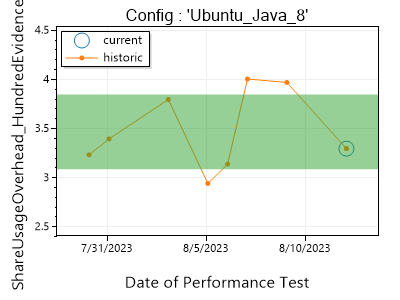 Config : 'Ubuntu_Java_8'
ShareUsageOverhead_HundredEvidence
4.5
4
3.5
3
2.5
current
historic
7/31/2023
8/5/2023
8/10/2023
Date of Performance Test